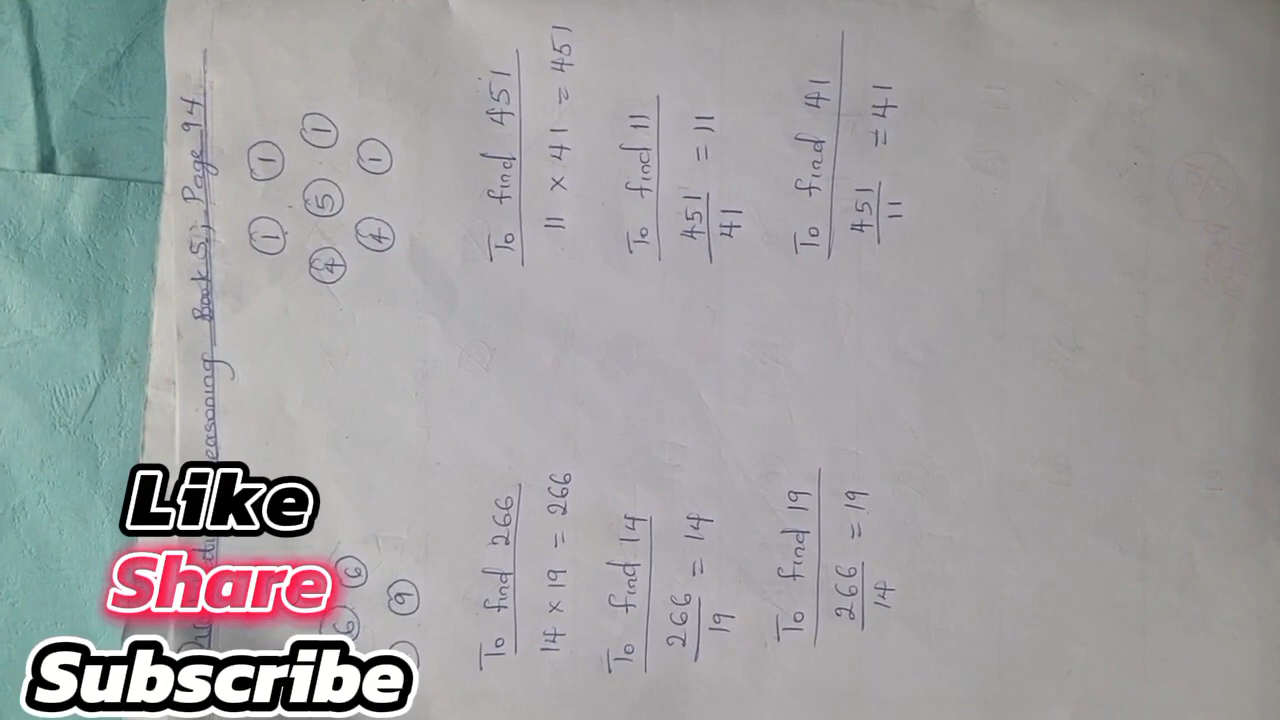 easoning Book 5; Page 94
6 6
9
1 1
4 5 1
4 1
To find 266
14 × 19 = 266
To find 14
266
19
= 14
To find 19
266
14
= 19
To find 451
11 × 41 = 451
To find 11
451
41
= 11
To find 41
451
11
= 41
Like
Share
Subscribe